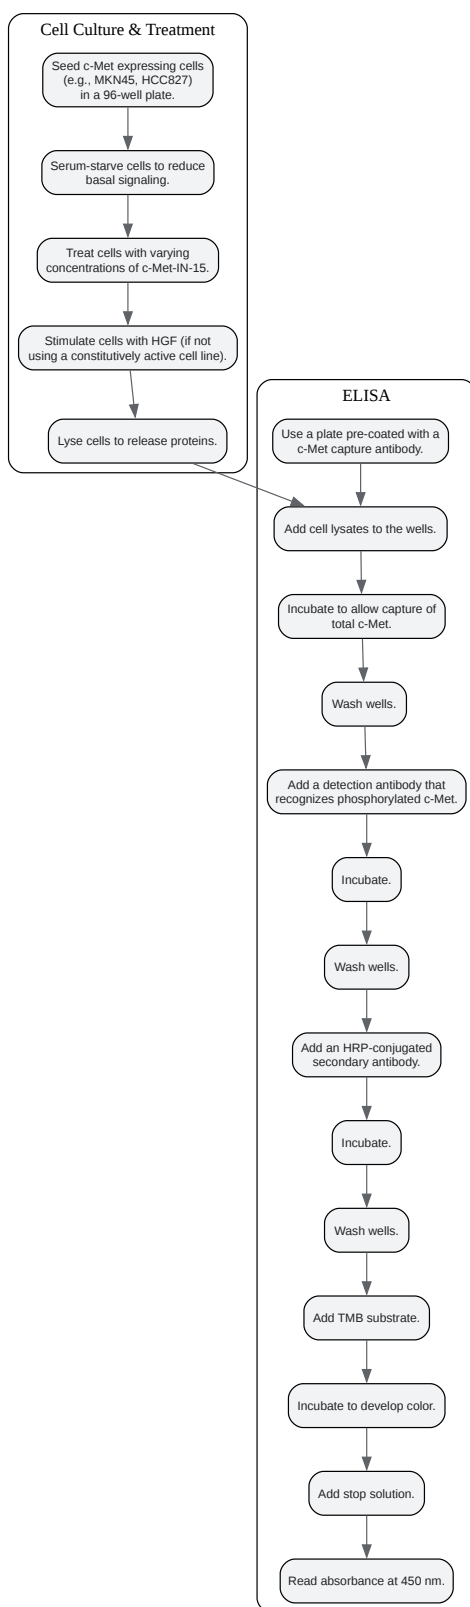 Cell Culture & Treatment
Seed c-Met expressing cells
(e.g., MKN45, HCC827)
in a 96-well plate.
Serum-starve cells to reduce
basal signaling.
Treat cells with varying
concentrations of c-Met-IN-15.
Stimulate cells with HGF (if not
using a constitutively active cell line).
Lyse cells to release proteins.
ELISA
Use a plate pre-coated with a
c-Met capture antibody.
Add cell lysates to the wells.
Incubate to allow capture of
total c-Met.
Wash wells.
Add a detection antibody that
recognizes phosphorylated c-Met.
Incubate.
Wash wells.
Add an HRP-conjugated
secondary antibody.
Incubate.
Wash wells.
Add TMB substrate.
Incubate to develop color.
Add stop solution.
Read absorbance at 450 nm.